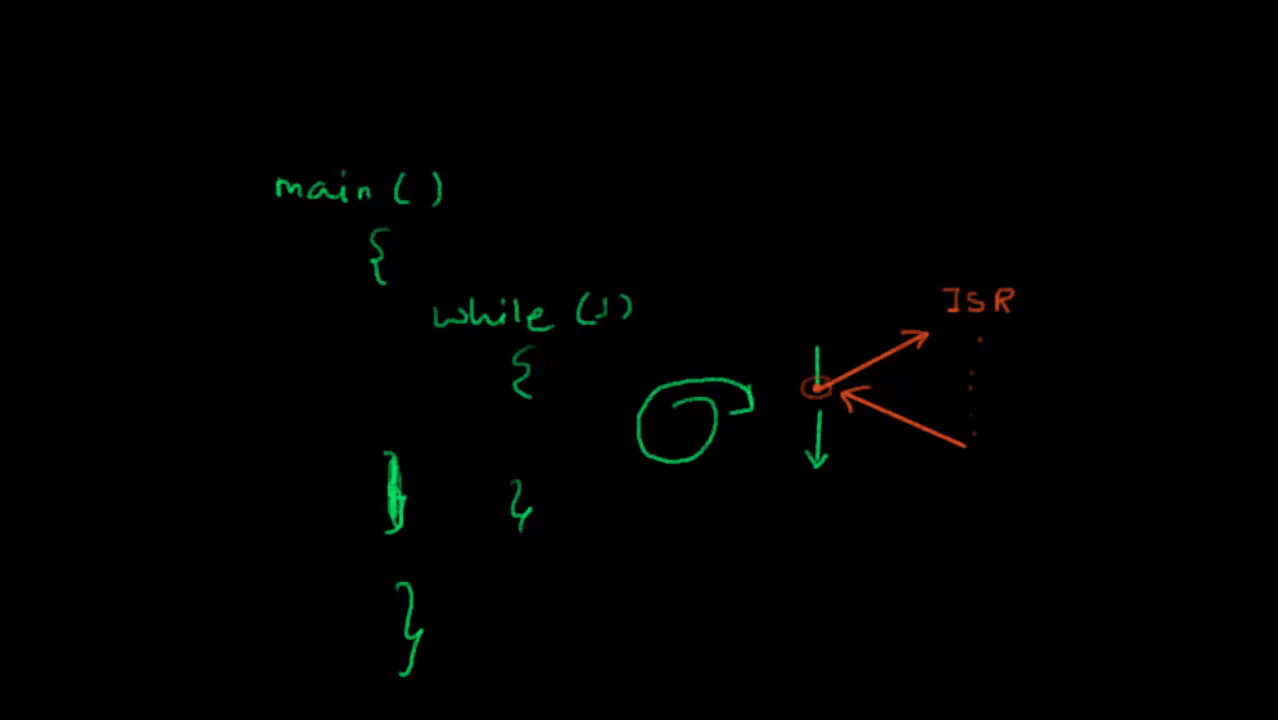 main ( )
{
while (1)
ISR
{
}
}